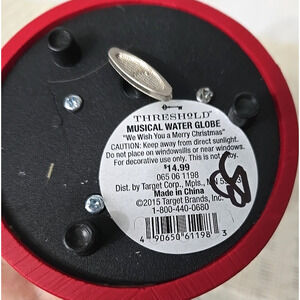 THRESHOLD
MUSICAL WATER GLOBE
"We Wish You a Merry Christmas"
CAUTION: Keep away from direct sunlight.
Do not place on windowsills or near windows.
For decorative use only. This is not a toy.
$14.99
065 06 1198
Dist. by Target Corp., Mpls., MN
Made in China
©2015 Target Brands, Inc.
1-800-440-0680
4 90650 61198 3